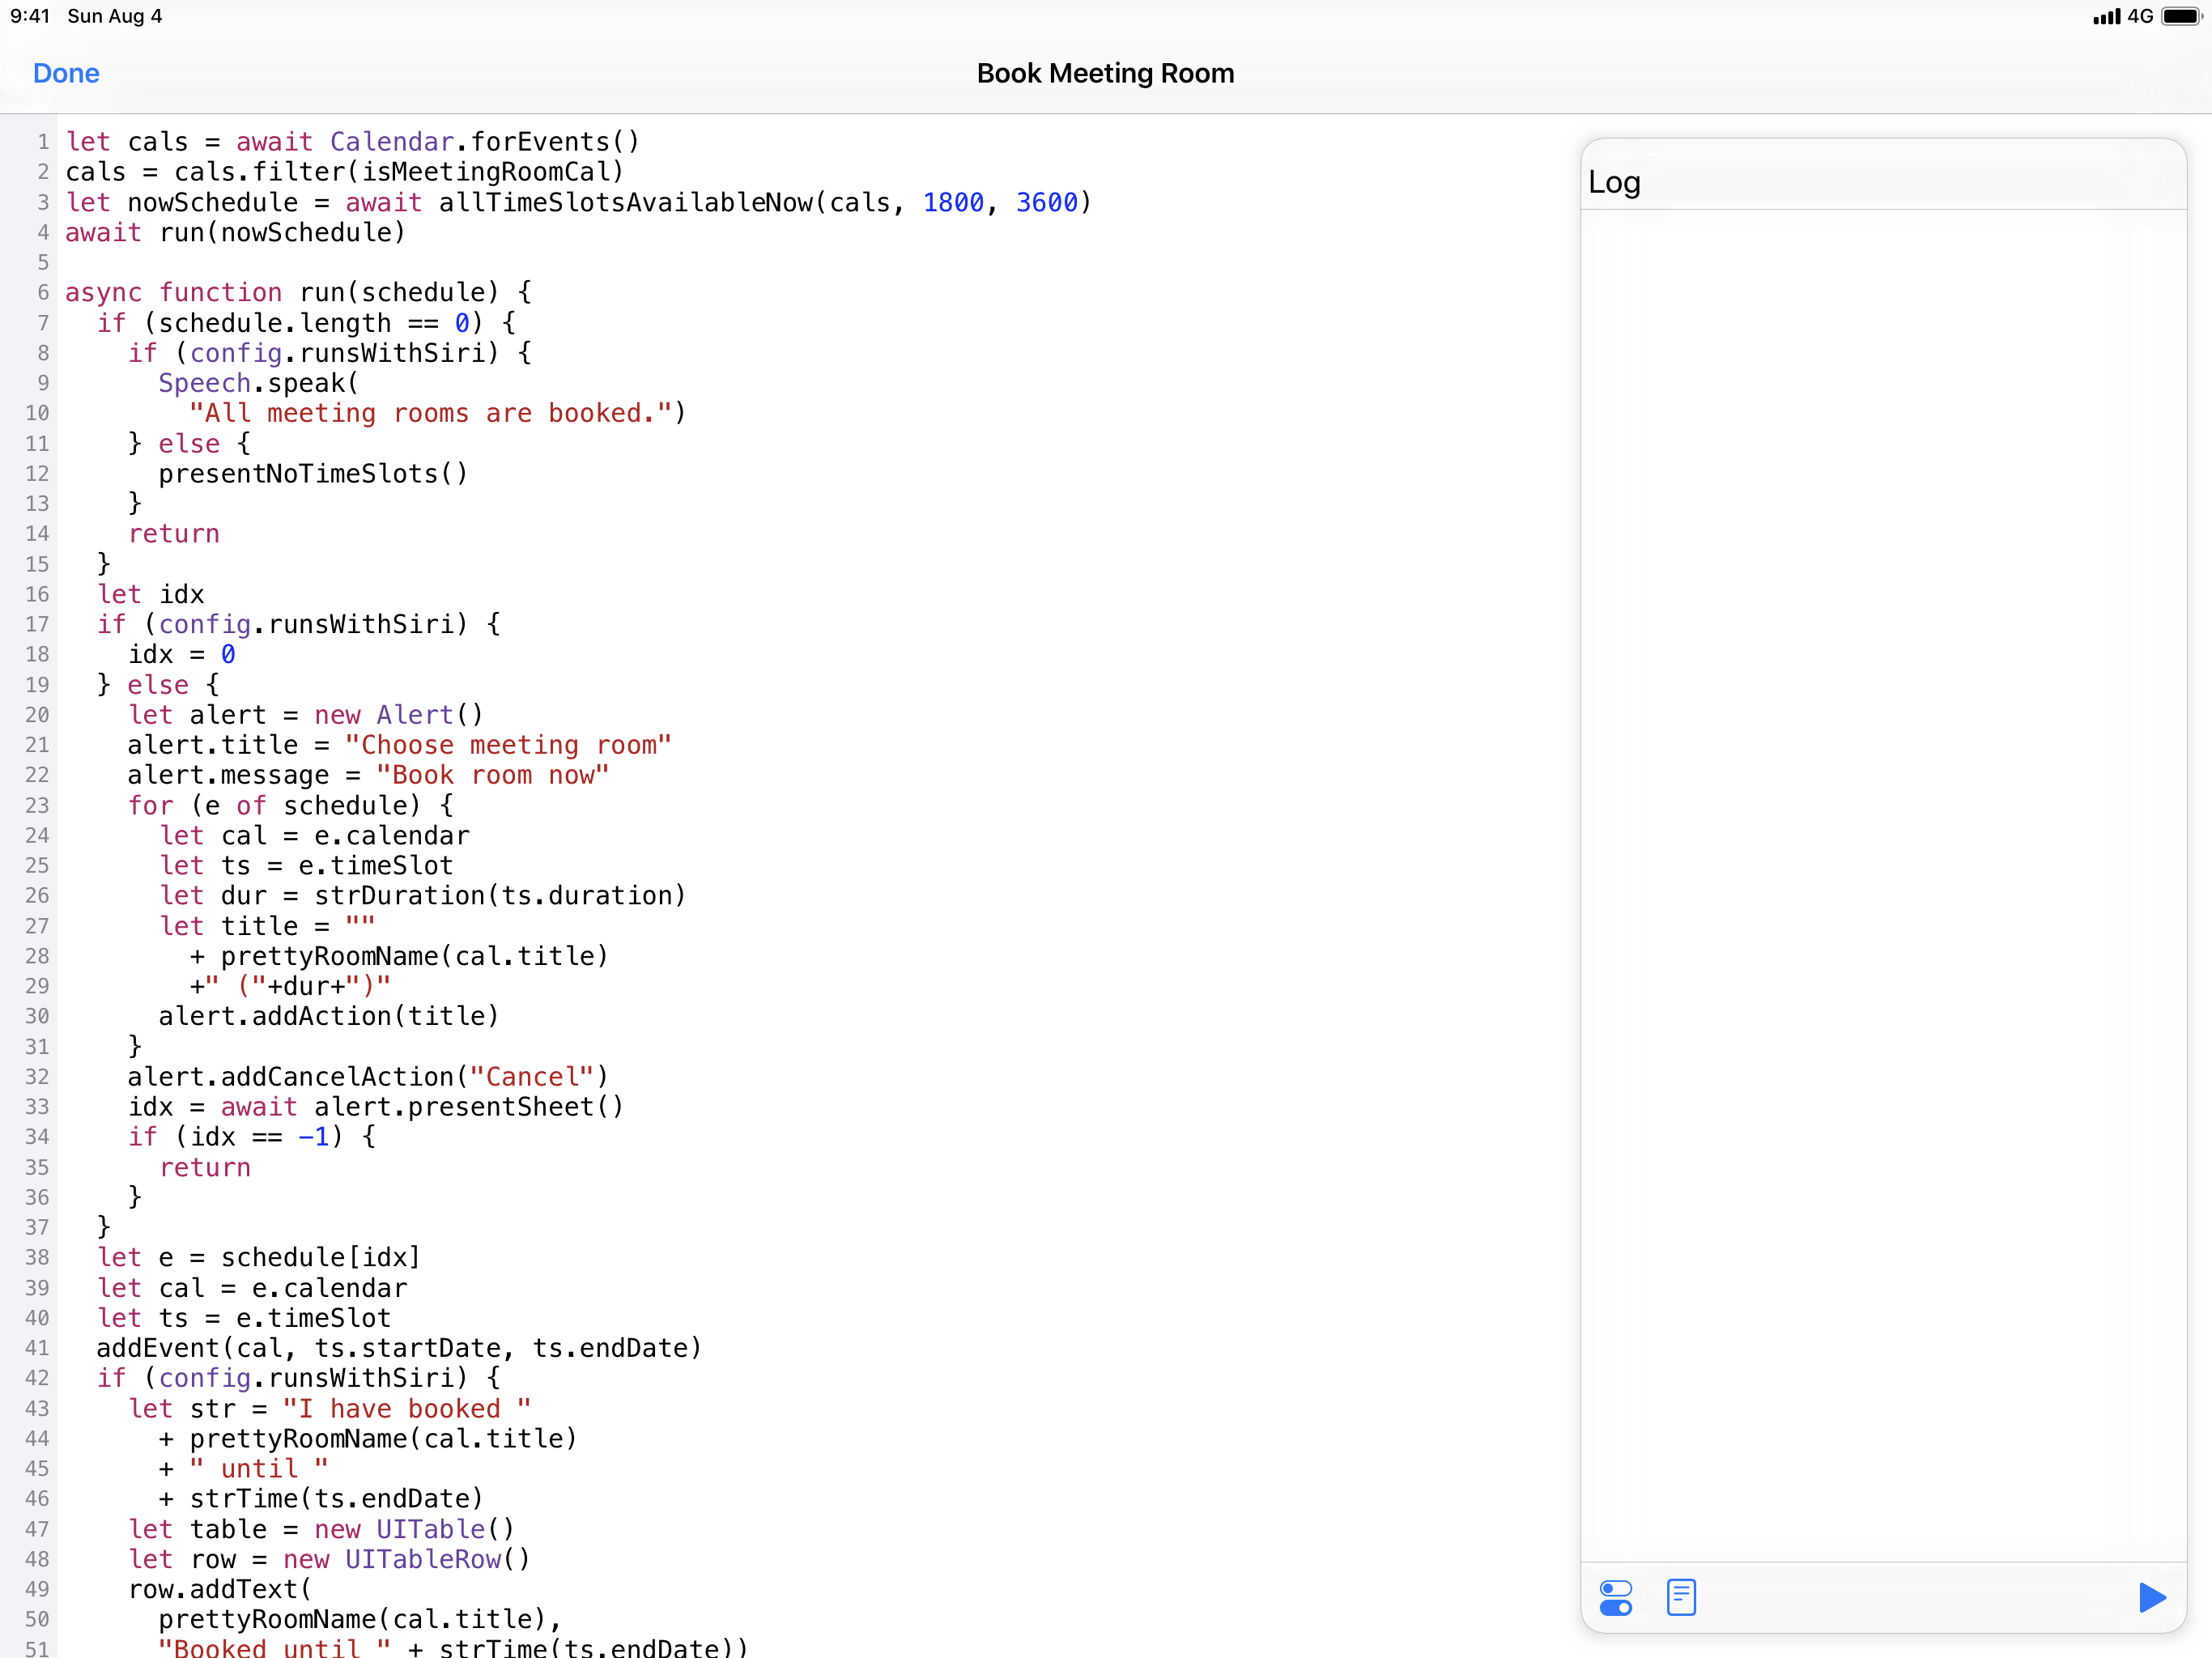 9:41 Sun Aug 4
4G
Done
Book Meeting Room
1 let cals = await Calendar.forEvents()
2 cals = cals.filter(isMeetingRoomCal)
3 let nowSchedule = await allTimeSlotsAvailableNow(cals, 1800, 3600)
4 await run(nowSchedule)
5
6 async function run(schedule) {
7   if (schedule.length == 0) {
8     if (config.runsWithSiri) {
9       Speech.speak(
10         "All meeting rooms are booked.")
11     } else {
12       presentNoTimeSlots()
13     }
14     return
15   }
16   let idx
17   if (config.runsWithSiri) {
18     idx = 0
19   } else {
20     let alert = new Alert()
21     alert.title = "Choose meeting room"
22     alert.message = "Book room now"
23     for (e of schedule) {
24       let cal = e.calendar
25       let ts = e.timeSlot
26       let dur = strDuration(ts.duration)
27       let title = ""
28         + prettyRoomName(cal.title)
29         +" ("+dur+")"
30       alert.addAction(title)
31     }
32     alert.addCancelAction("Cancel")
33     idx = await alert.presentSheet()
34     if (idx == -1) {
35       return
36     }
37   }
38   let e = schedule[idx]
39   let cal = e.calendar
40   let ts = e.timeSlot
41   addEvent(cal, ts.startDate, ts.endDate)
42   if (config.runsWithSiri) {
43     let str = "I have booked "
44       + prettyRoomName(cal.title)
45       + " until "
46       + strTime(ts.endDate)
47     let table = new UITable()
48     let row = new UITableRow()
49     row.addText(
50       prettyRoomName(cal.title),
51       "Booked until " + strTime(ts.endDate))
Log